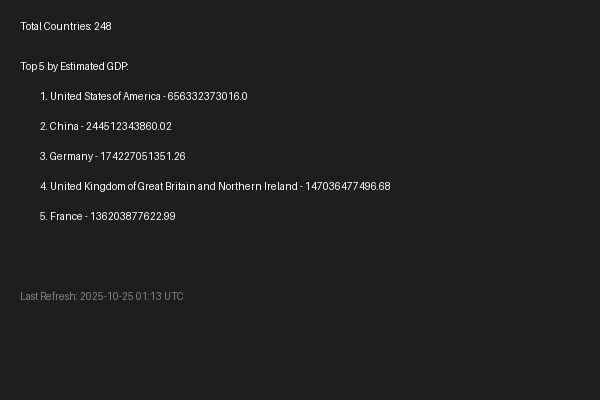 Total Countries: 248
Top 5 by Estimated GDP:
1. United States of America - 656332373016.0
2. China - 244512343860.02
3. Germany - 174227051351.26
4. United Kingdom of Great Britain and Northern Ireland - 147036477496.68
5. France - 136203877622.99
Last Refresh: 2025-10-25 01:13 UTC